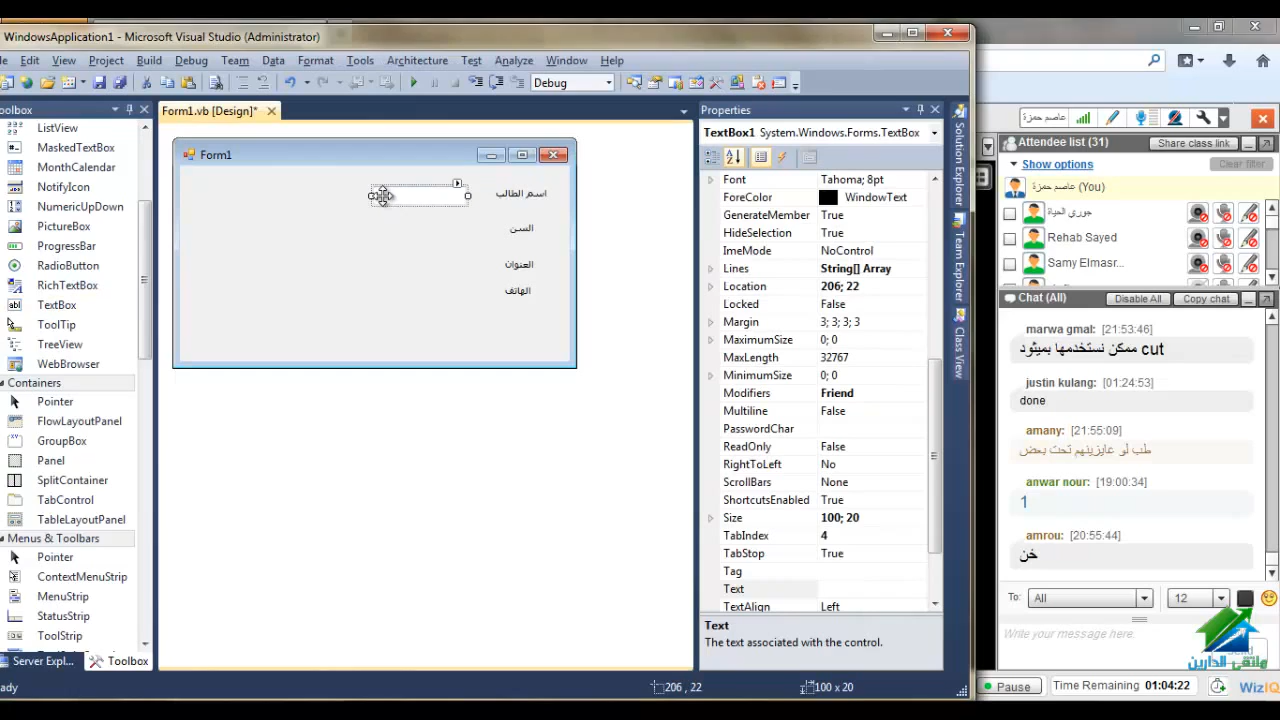 WindowsApplication1 - Microsoft Visual Studio (Administrator)
Edit View Project Build Debug Team Data Format Tools Architecture Test Analyze Window Help
Debug
oolbox
ListView
MaskedTextBox
MonthCalendar
NotifyIcon
NumericUpDown
PictureBox
ProgressBar
RadioButton
RichTextBox
TextBox
ToolTip
TreeView
WebBrowser
Containers
Pointer
FlowLayoutPanel
GroupBox
Panel
SplitContainer
TabControl
TableLayoutPanel
Menus & Toolbars
Pointer
ContextMenuStrip
MenuStrip
StatusStrip
ToolStrip
Server Expl...
Toolbox
Form1.vb [Design]*
Form1
اسم الطالب
السن
العنوان
الهاتف
Properties
TextBox1 System.Windows.Forms.TextBox
Font Tahoma; 8pt
ForeColor WindowText
GenerateMember True
HideSelection True
ImeMode NoControl
Lines String[] Array
Location 206; 22
Locked False
Margin 3; 3; 3; 3
MaximumSize 0; 0
MaxLength 32767
MinimumSize 0; 0
Modifiers Friend
Multiline False
PasswordChar
ReadOnly False
RightToLeft No
ScrollBars None
ShortcutsEnabled True
Size 100; 20
TabIndex 4
TabStop True
Tag
Text
TextAlign Left
Text
The text associated with the control.
Solution Explorer
Team Explorer
Class View
ady
206 , 22
100 x 20
عاصم حمزة
Attendee list (31)
Share class link
Show options
Clear filter
عاصم حمزة (You)
جوري الحياة
Rehab Sayed
Samy Elmasr...
Chat (All)
Disable All
Copy chat
marwa gmal: [21:53:46]
ممكن نستخدمها بميثود cut
justin kulang: [01:24:53]
done
amany: [21:55:09]
طب لو عايزينهم تحت بعض
anwar nour: [19:00:34]
1
amrou: [20:55:44]
خن
To: All
12
Write your message here.
Send
ملتقى الدارين
Pause
Time Remaining 01:04:22
WizIQ